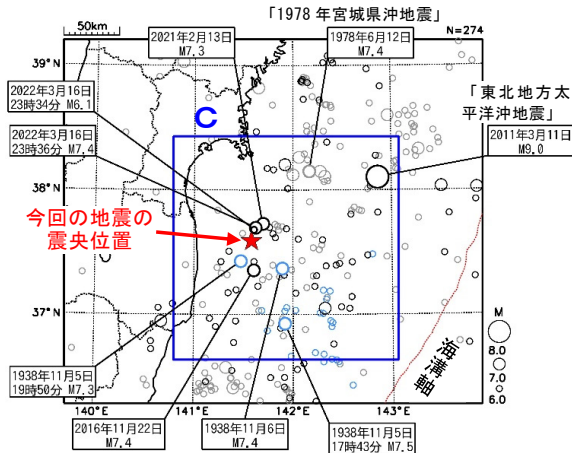 「1978 年宮城県沖地震」
50km
2021年2月13日
M7.3
1978年6月12日
M7.4
N=274
39°N
2022年3月16日
23時34分 M6.1
C
「東北地方太
平洋沖地震」
2022年3月16日
23時36分 M7.4
2011年3月11日
M9.0
38°N
今回の地震の
震央位置
37°N
M
8.0
7.0
6.0
海溝軸
1938年11月5日
19時50分 M7.3
140°E
141°E
142°E
143°E
2016年11月22日
M7.4
1938年11月6日
M7.4
1938年11月5日
17時43分 M7.5